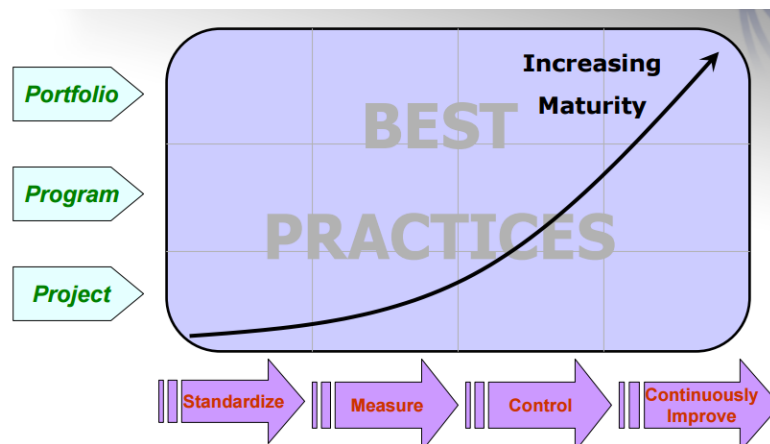 Increasing
Maturity
BEST
PRACTICES
Portfolio
Program
Project
Standardize
Measure
Control
Continuously
Improve